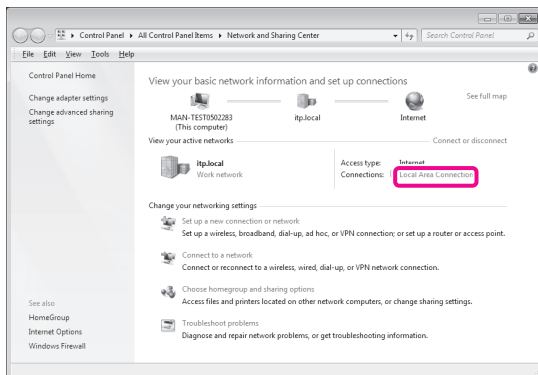 Control Panel ▸ All Control Panel Items ▸ Network and Sharing Center
Search Control Panel
File Edit View Tools Help
Control Panel Home
Change adapter settings
Change advanced sharing
settings
See also
HomeGroup
Internet Options
Windows Firewall
View your basic network information and set up connections
See full map
MAN-TEST0502283
(This computer)
itp.local
Internet
View your active networks
Connect or disconnect
itp.local
Work network
Access type: Internet
Connections: Local Area Connection
Change your networking settings
Set up a new connection or network
Set up a wireless, broadband, dial-up, ad hoc, or VPN connection; or set up a router or access point.
Connect to a network
Connect or reconnect to a wireless, wired, dial-up, or VPN network connection.
Choose homegroup and sharing options
Access files and printers located on other network computers, or change sharing settings.
Troubleshoot problems
Diagnose and repair network problems, or get troubleshooting information.